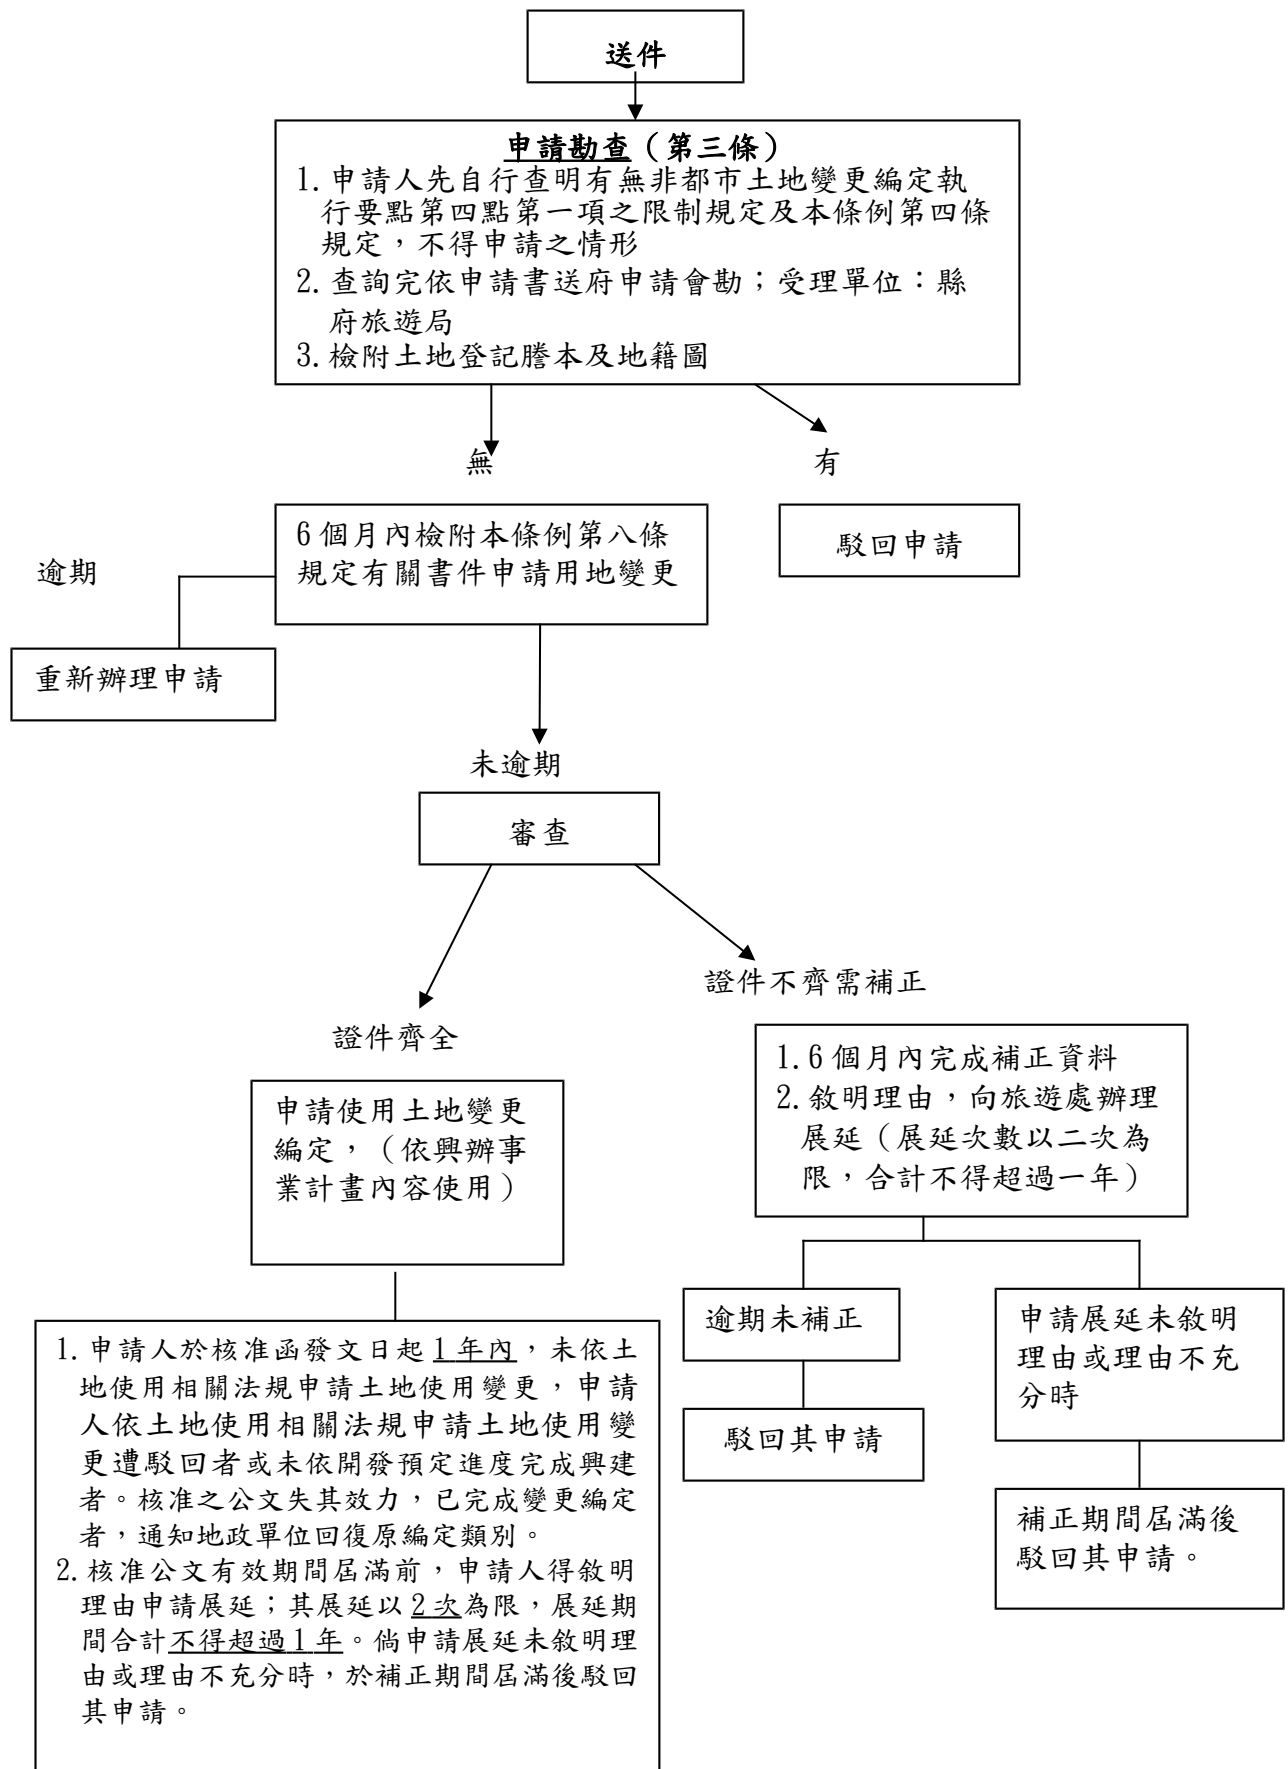 送件
申請勘查（第三條）
1.申請人先自行查明有無非都市土地變更編定執
行要點第四點第一項之限制規定及本條例第四條
規定，不得申請之情形
2.查詢完依申請書送府申請會勘；受理單位：縣
府旅遊局
3.檢附土地登記謄本及地籍圖
無
有
6個月內檢附本條例第八條
規定有關書件申請用地變更
駁回申請
逾期
重新辦理申請
未逾期
審查
證件不齊需補正
證件齊全
1.6個月內完成補正資料
2.敘明理由，向旅遊處辦理
展延（展延次數以二次為
限，合計不得超過一年）
申請使用土地變更
編定，（依興辦事
業計畫內容使用）
逾期未補正
駁回其申請
申請展延未敘明
理由或理由不充
分時
補正期間屆滿後
駁回其申請。
1.申請人於核准函發文日起1年內，未依土
地使用相關法規申請土地使用變更，申請
人依土地使用相關法規申請土地使用變
更遭駁回者或未依開發預定進度完成興建
者。核准之公文失其效力，已完成變更編定
者，通知地政單位回復原編定類別。
2.核准公文有效期間屆滿前，申請人得敘明
理由申請展延；其展延以2次為限，展延期
間合計不得超過1年。倘申請展延未敘明理
由或理由不充分時，於補正期間屆滿後駁回
其申請。